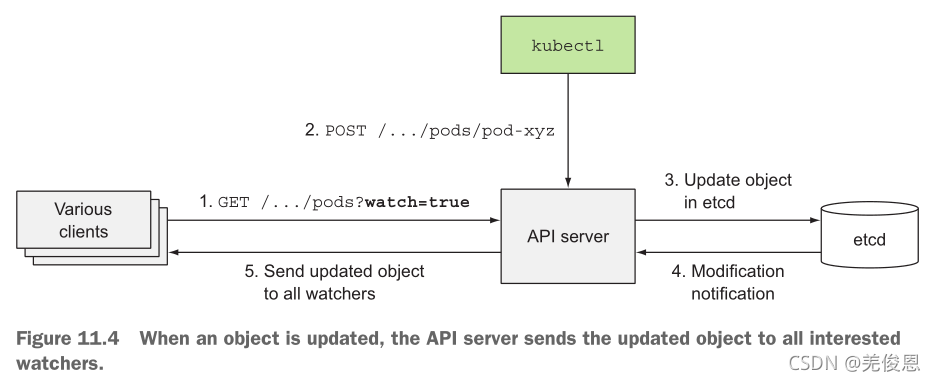 kubectl
2. POST /.../pods/pod-xyz
Various
clients
1. GET /.../pods?watch=true
API server
3. Update object
in etcd
etcd
5. Send updated object
to all watchers
4. Modification
notification
Figure 11.4 When an object is updated, the API server sends the updated object to all interested
watchers.
CSDN @羌俊恩